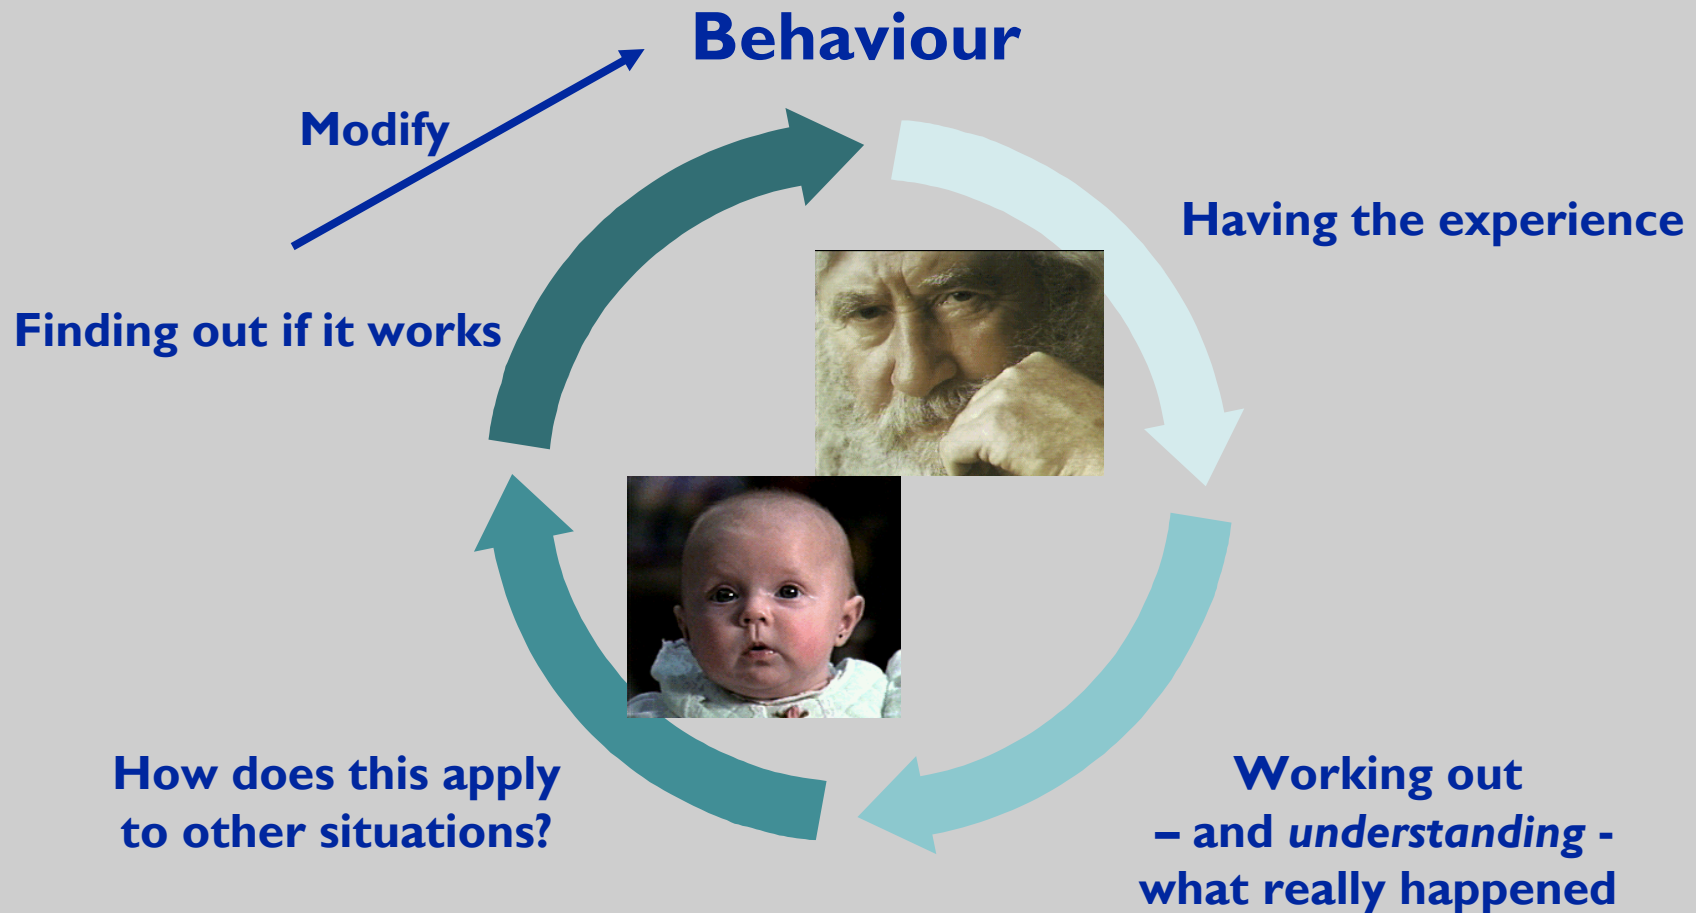 Behaviour
Modify
Having the experience
Finding out if it works
How does this apply
to other situations?
Working out
– and understanding -
what really happened